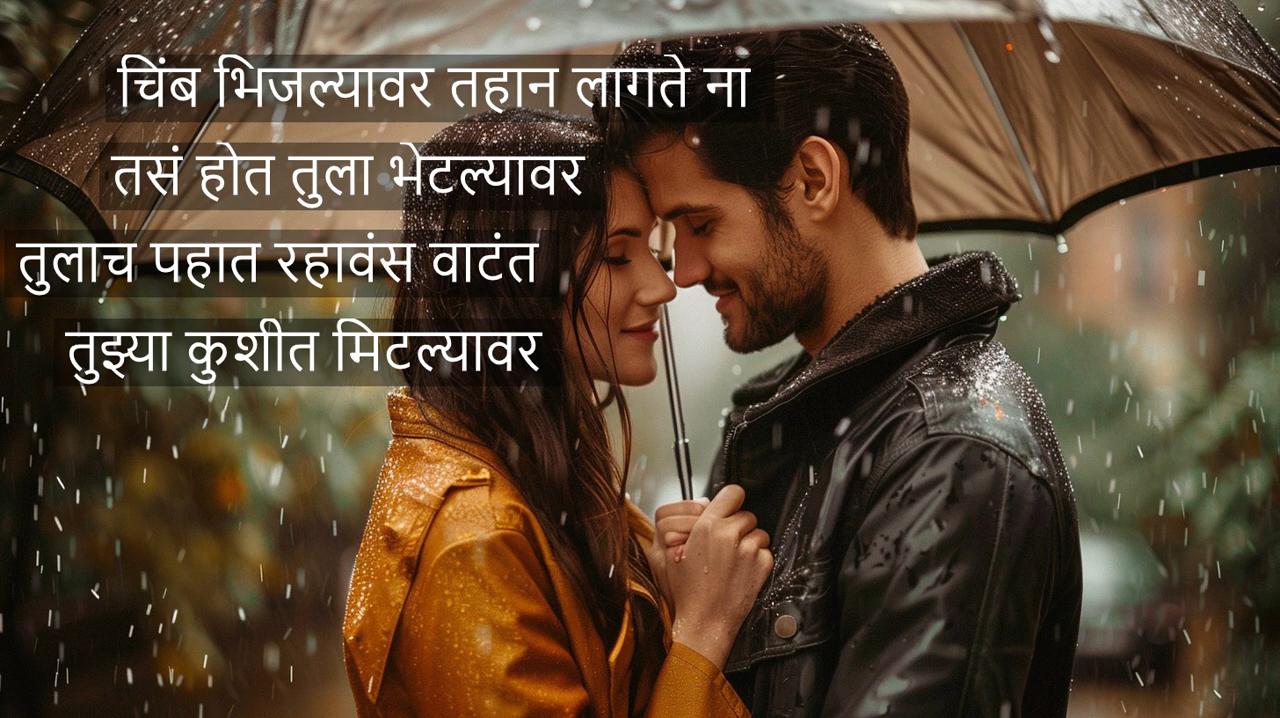 चिंब भिजल्यावर तहान लागते ना
तसं होत तुला भेटल्यावर
तुलाच पहात रहावंस वाटंत
तुझ्या कुशीत मिटल्यावर